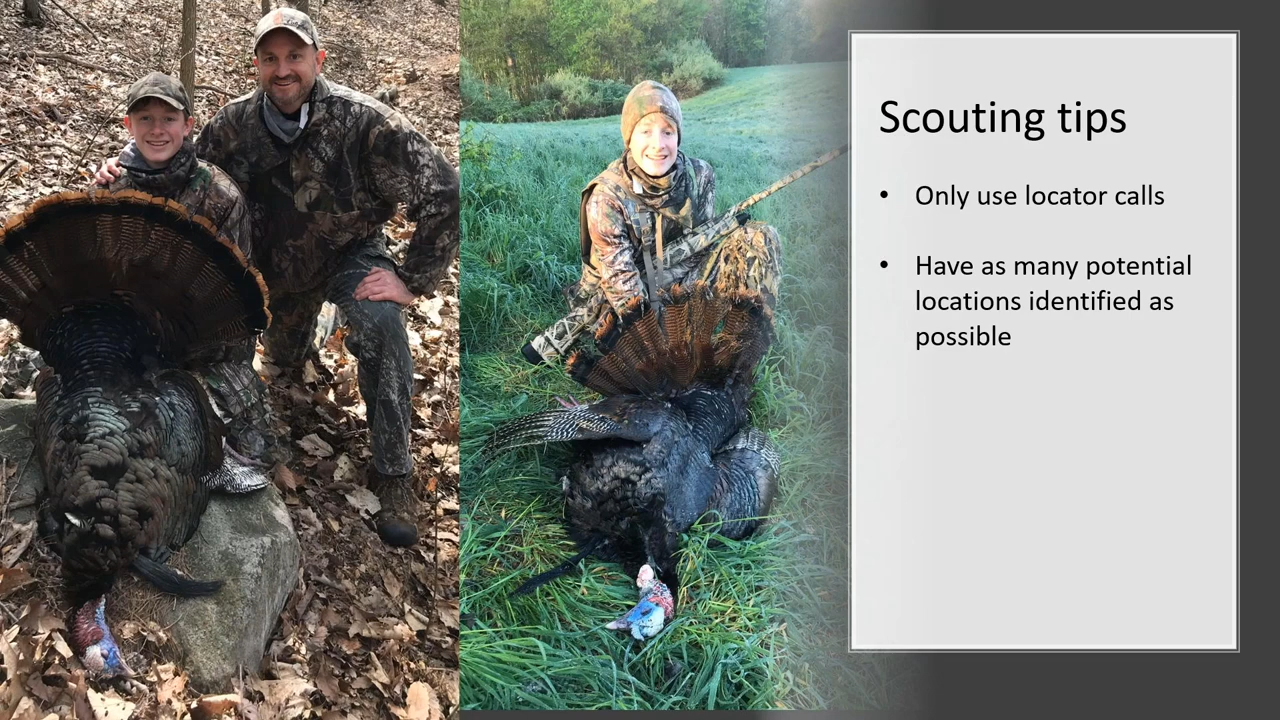 Scouting tips
• Only use locator calls
• Have as many potential
locations identified as
possible